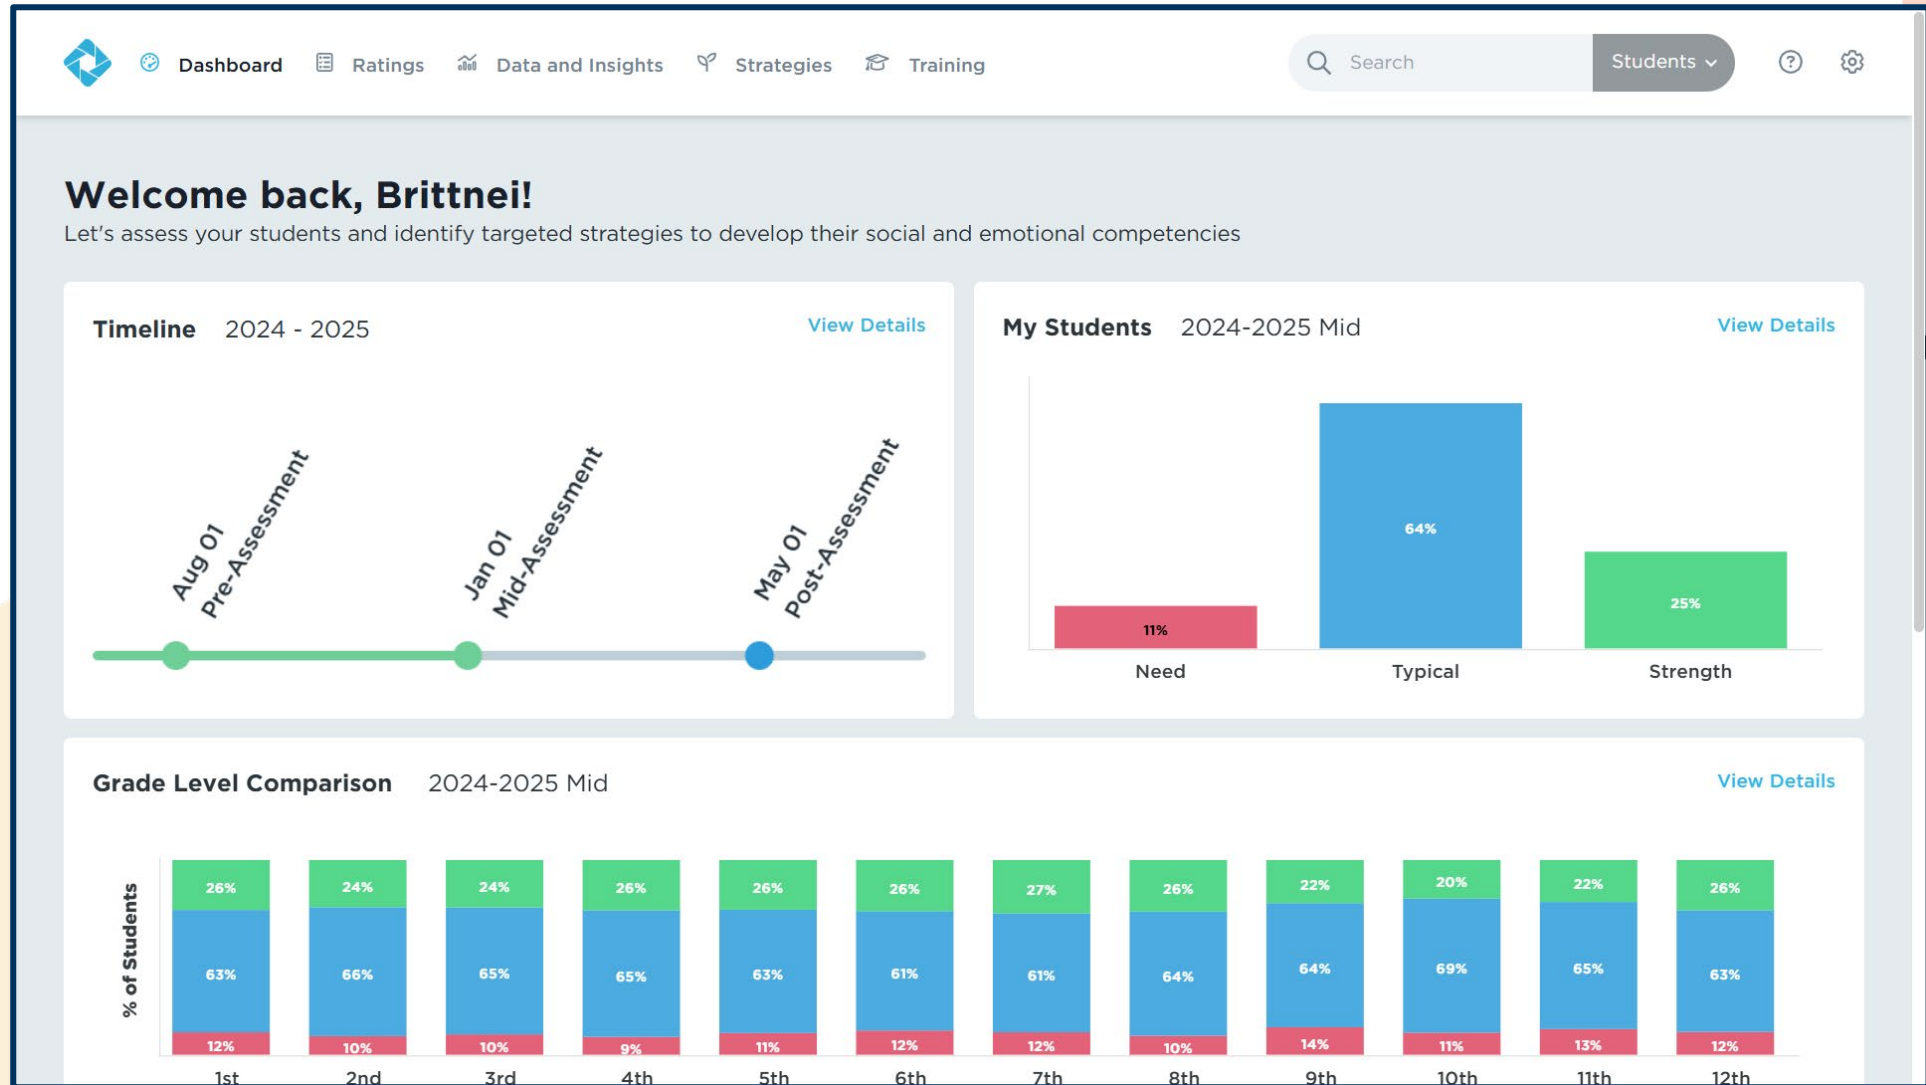 Dashboard Ratings Data and Insights Strategies Training Search Students
Welcome back, Brittnei!
Let's assess your students and identify targeted strategies to develop their social and emotional competencies
Timeline 2024 - 2025 View Details
Aug 01
Pre-Assessment
Jan 01
Mid-Assessment
May 01
Post-Assessment
My Students 2024-2025 Mid View Details
64%
25%
11%
Need Typical Strength
Grade Level Comparison 2024-2025 Mid View Details
% of Students
26% 24% 24% 26% 26% 26% 27% 26% 22% 20% 22% 26%
63% 66% 65% 65% 63% 61% 61% 64% 64% 69% 65% 63%
12% 10% 10% 9% 11% 12% 12% 10% 14% 11% 13% 12%
1st 2nd 3rd 4th 5th 6th 7th 8th 9th 10th 11th 12th